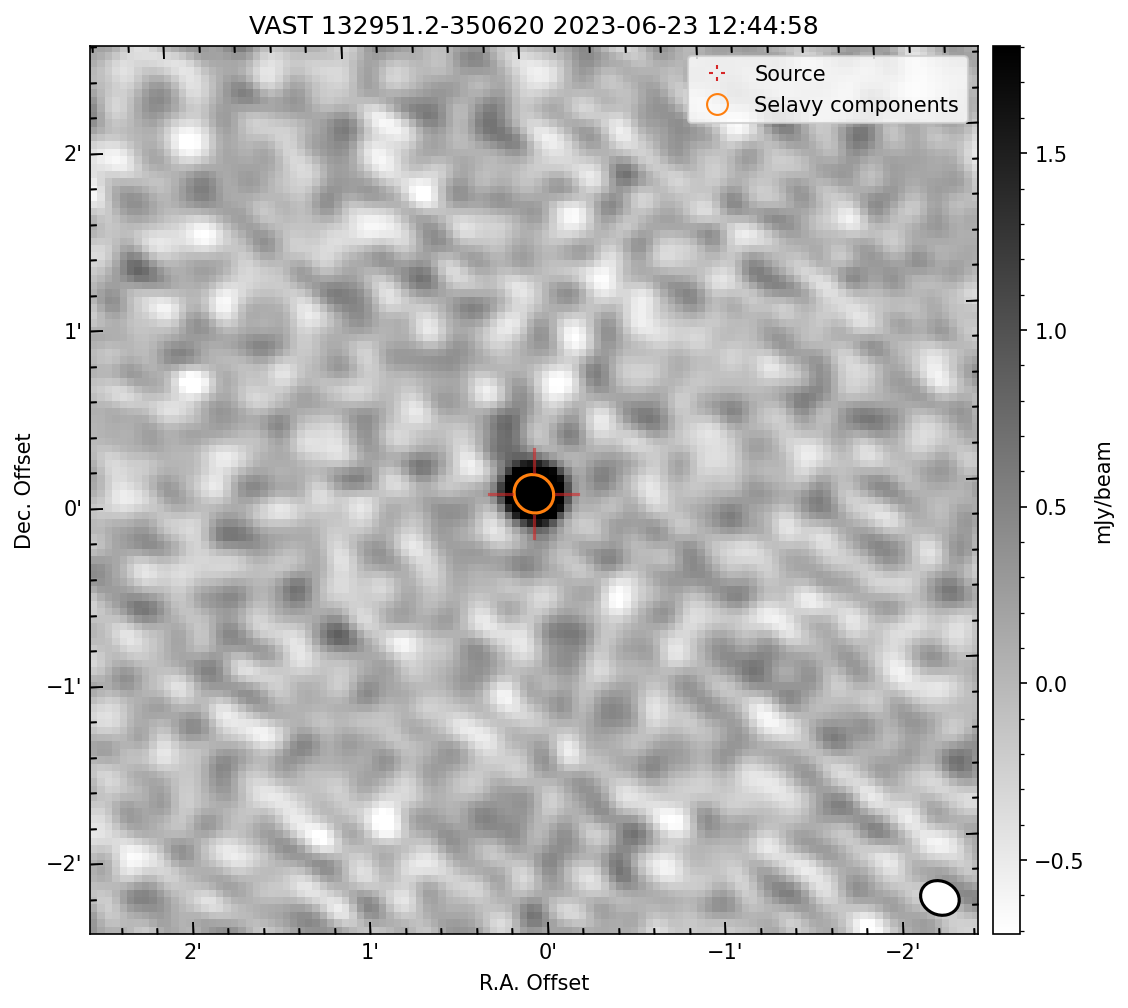 VAST 132951.2-350620 2023-06-23 12:44:58
Source
Selavy components
2'
1'
0'
−1'
−2'
Dec. Offset
2'
1'
0'
−1'
−2'
R.A. Offset
1.5
1.0
0.5
0.0
−0.5
mJy/beam